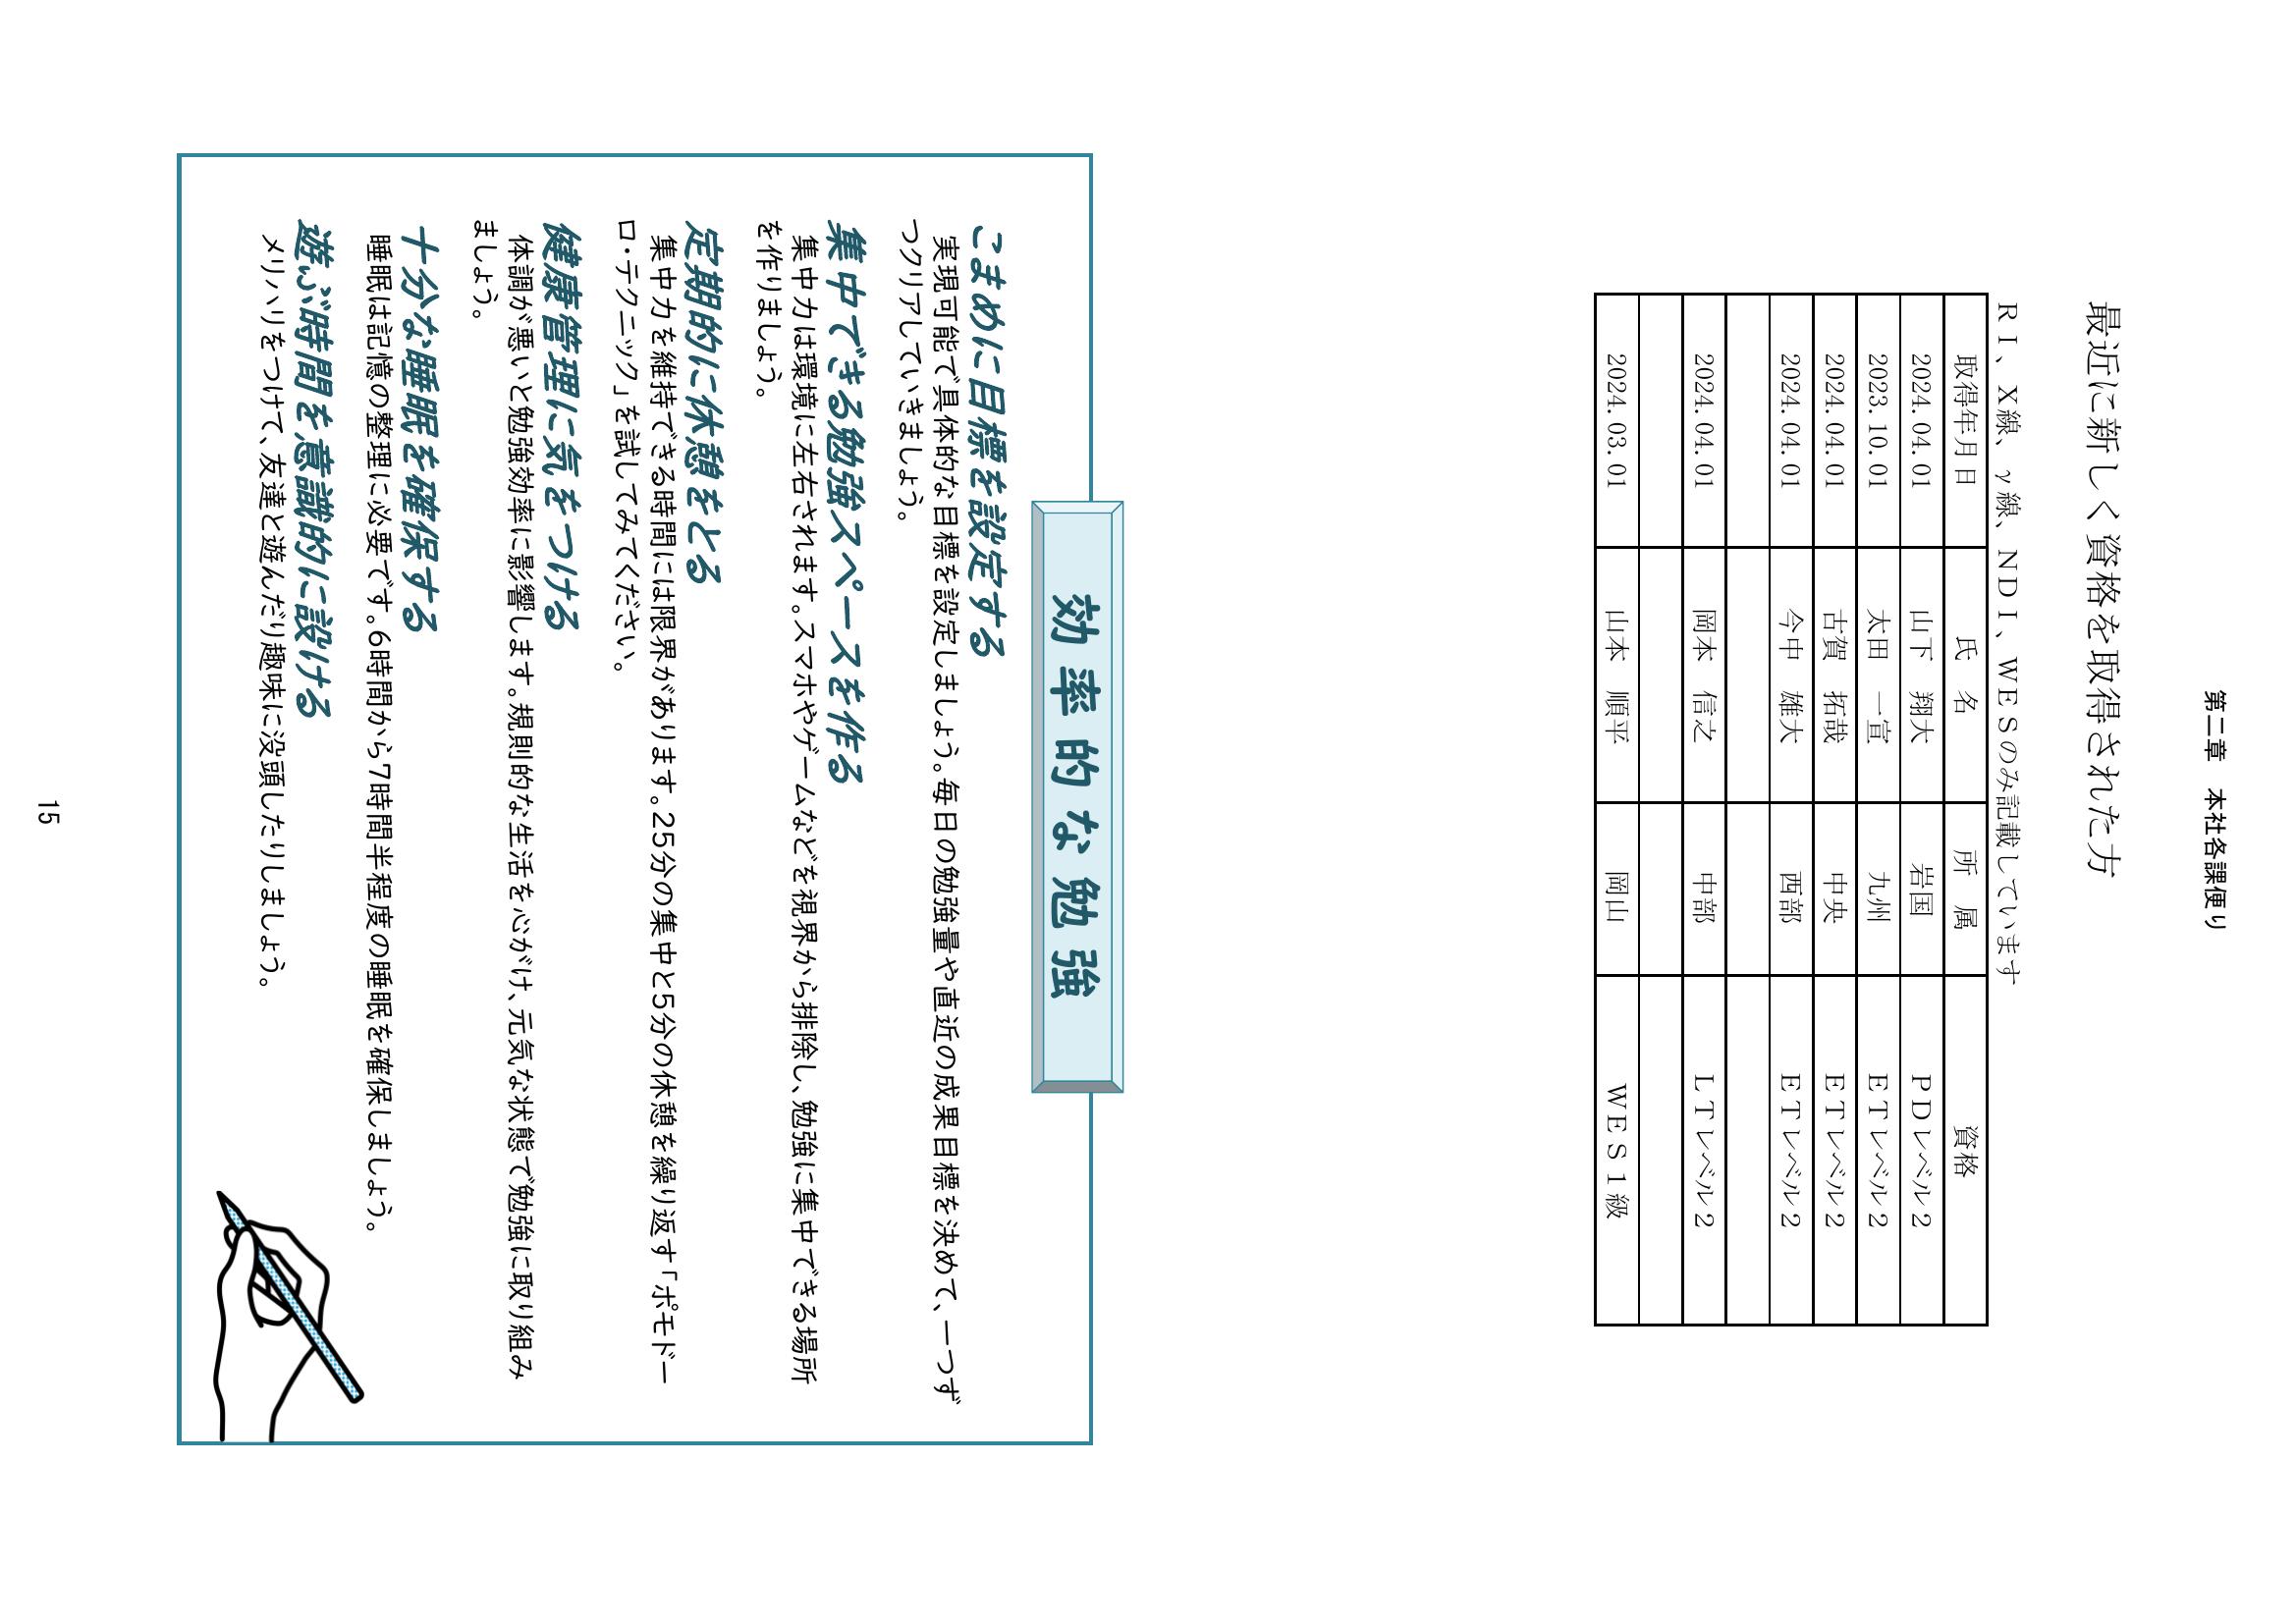 第二章　本社各課便り
最近に新しく資格を取得された方
ＲＩ、Ｘ線、γ線、ＮＤＩ、ＷＥＳのみ記載しています
取得年月日　氏　名　所　属　資格
2024.04.01　山下　翔大　岩国　ＰＤレベル２
2023.10.01　太田　一宣　九州　ＥＴレベル２
2024.04.01　古賀　拓哉　中央　ＥＴレベル２
2024.04.01　今中　雄大　西部　ＥＴレベル２
2024.04.01　岡本　信之　中部　ＬＴレベル２
2024.03.01　山本　順平　岡山　ＷＥＳ１級
効率的な勉強
こまめに目標を設定する
実現可能で具体的な目標を設定しましょう。毎日の勉強量や直近の成果目標を決めて、一つず
つクリアしていきましょう。
集中できる勉強スペースを作る
集中力は環境に左右されます。スマホやゲームなどを視界から排除し、勉強に集中できる場所
を作りましょう。
定期的に休憩をとる
集中力を維持できる時間には限界があります。25分の集中と5分の休憩を繰り返す「ポモドー
ロ・テクニック」を試してみてください。
健康管理に気をつける
体調が悪いと勉強効率に影響します。規則的な生活を心がけ、元気な状態で勉強に取り組み
ましょう。
十分な睡眠を確保する
睡眠は記憶の整理に必要です。6時間から7時間半程度の睡眠を確保しましょう。
遊ぶ時間を意識的に設ける
メリハリをつけて、友達と遊んだり趣味に没頭したりしましょう。
15